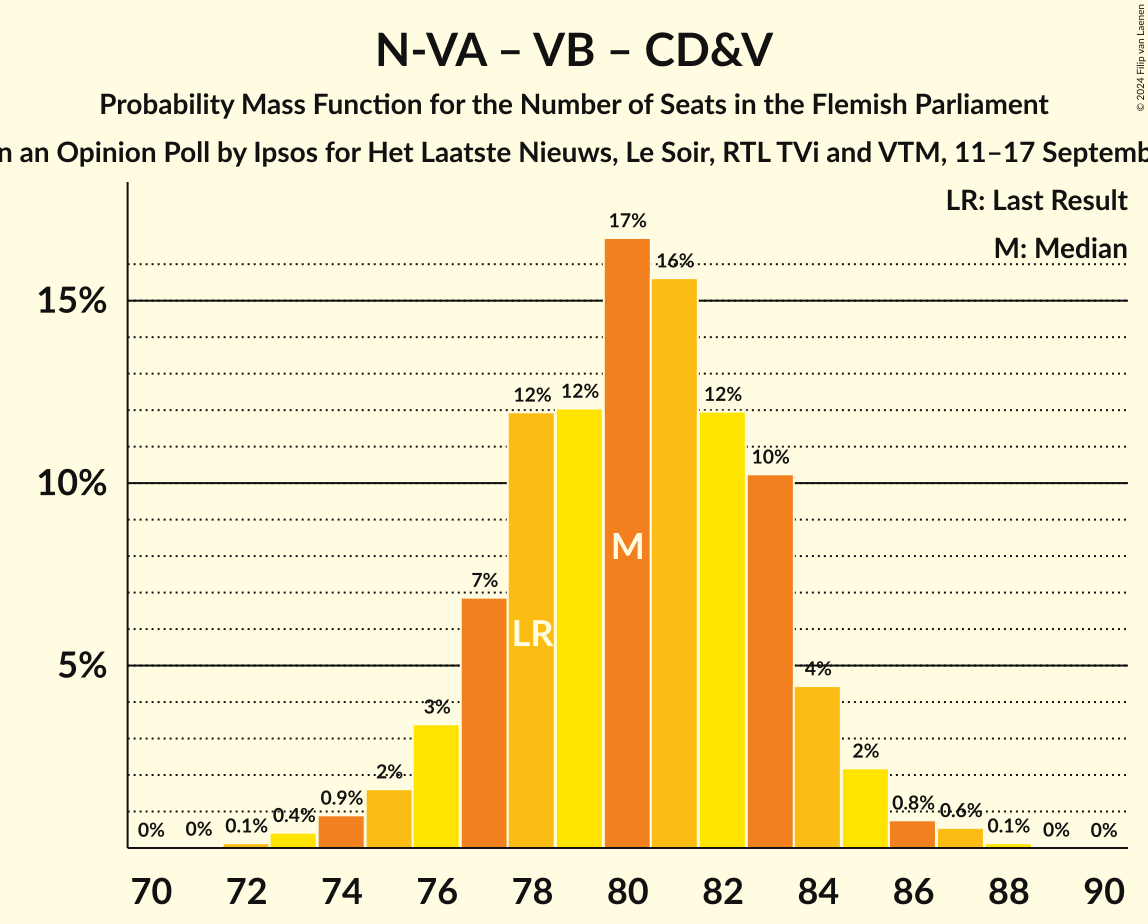 © 2024 Filip van Laenen
N-VA – VB – CD&V
Probability Mass Function for the Number of Seats in the Flemish Parliament
an Opinion Poll by Ipsos for Het Laatste Nieuws, Le Soir, RTL TVi and VTM, 11–17 Septemb
LR: Last Result
M: Median
17%
16%
15%
12% 12% 12%
10%
10%
M
7%
LR
5%
4%
3%
2% 2%
0% 0% 0.1% 0.4% 0.9% 0.8% 0.6% 0.1% 0% 0%
70 72 74 76 78 80 82 84 86 88 90